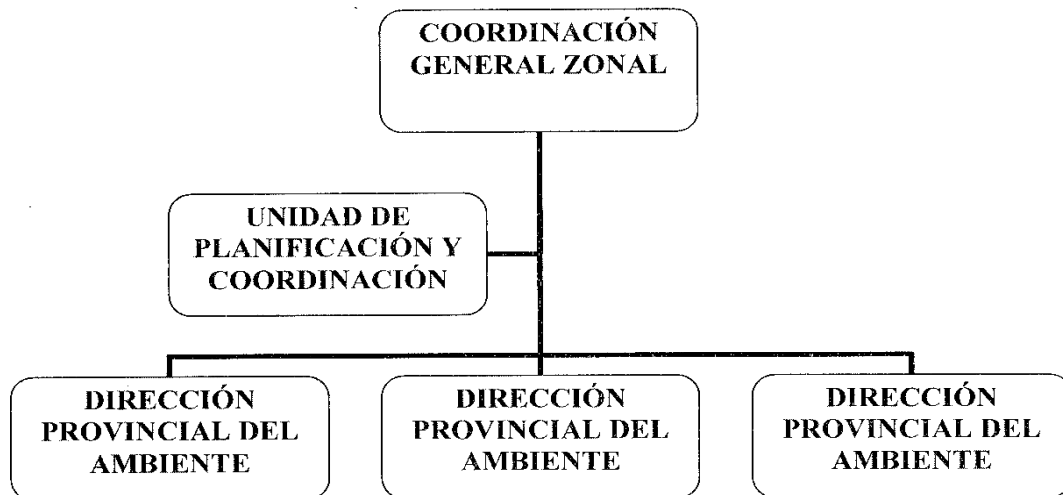 COORDINACIÓN
GENERAL ZONAL
UNIDAD DE
PLANIFICACIÓN Y
COORDINACIÓN
DIRECCIÓN
PROVINCIAL DEL
AMBIENTE
DIRECCIÓN
PROVINCIAL DEL
AMBIENTE
DIRECCIÓN
PROVINCIAL DEL
AMBIENTE